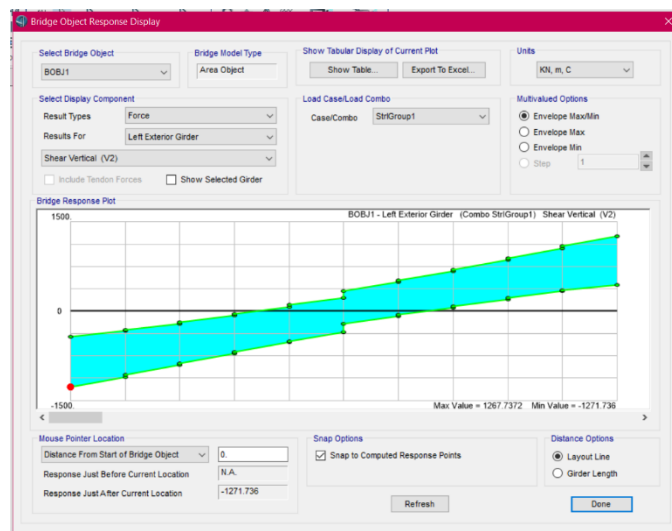 Bridge Object Response Display
Select Bridge Object
BOBJ1
Bridge Model Type
Area Object
Show Tabular Display of Current Plot
Show Table...
Export To Excel...
Units
KN, m, C
Select Display Component
Result Types
Force
Results For
Left Exterior Girder
Shear Vertical (V2)
Include Tendon Forces
Show Selected Girder
Load Case/Load Combo
Case/Combo
StrIGroup1
Multivalued Options
Envelope Max/Min
Envelope Max
Envelope Min
Step
1
Bridge Response Plot
1500.
BOBJ1 - Left Exterior Girder (Combo StrIGroup1) Shear Vertical (V2)
0
-1500.
Max Value = 1267.7372 Min Value = -1271.736
Mouse Pointer Location
Distance From Start of Bridge Object
0.
Response Just Before Current Location
N.A.
Response Just After Current Location
-1271.736
Snap Options
Snap to Computed Response Points
Refresh
Distance Options
Layout Line
Girder Length
Done